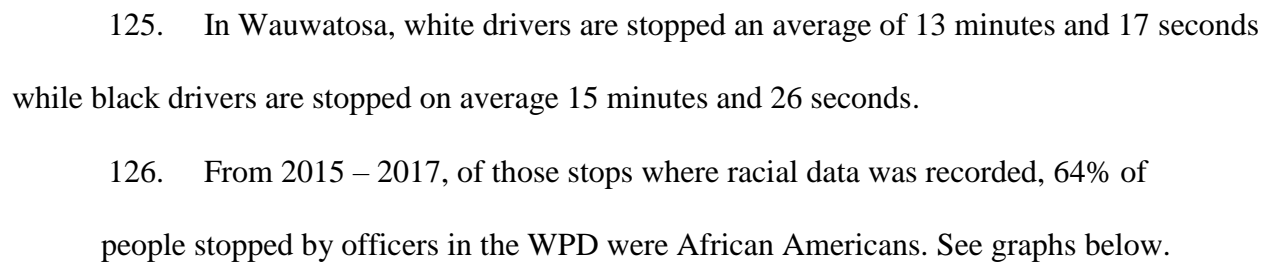 125. In Wauwatosa, white drivers are stopped an average of 13 minutes and 17 seconds
while black drivers are stopped on average 15 minutes and 26 seconds.
126. From 2015 – 2017, of those stops where racial data was recorded, 64% of
people stopped by officers in the WPD were African Americans. See graphs below.